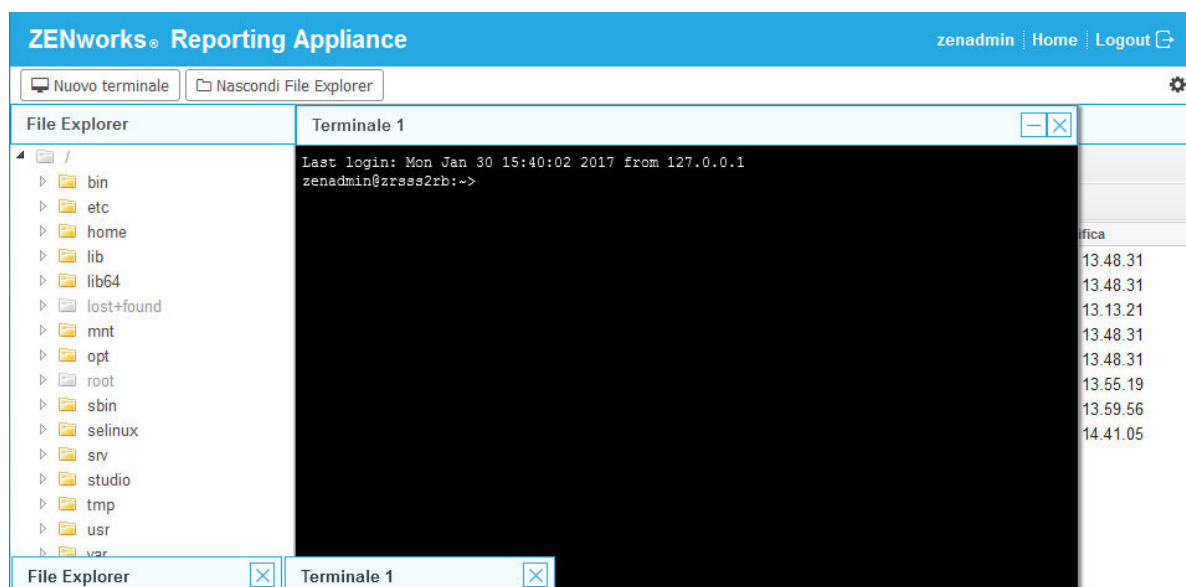 ZENworks® Reporting Appliance
zenadmin Home Logout
Nuovo terminale Nascondi File Explorer
File Explorer
Terminale 1
Last login: Mon Jan 30 15:40:02 2017 from 127.0.0.1
zenadmin@zrsss2rb:~>
/
bin
etc
home
lib
lib64
lost+found
mnt
opt
root
sbin
selinux
srv
studio
tmp
usr
var
ifica
13.48.31
13.48.31
13.13.21
13.48.31
13.48.31
13.55.19
13.59.56
14.41.05
File Explorer
Terminale 1